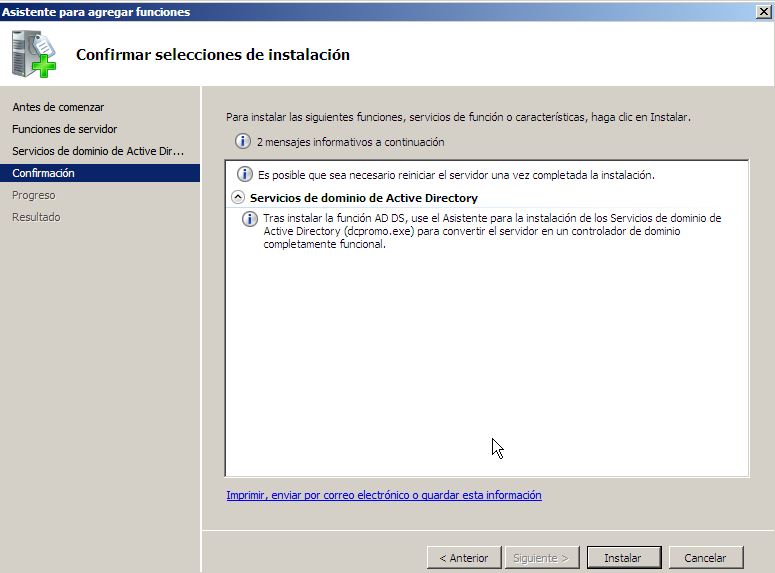 Asistente para agregar funciones
Confirmar selecciones de instalación
Antes de comenzar
Funciones de servidor
Servicios de dominio de Active Dir...
Confirmación
Progreso
Resultado
Para instalar las siguientes funciones, servicios de función o características, haga clic en Instalar.
2 mensajes informativos a continuación
Es posible que sea necesario reiniciar el servidor una vez completada la instalación.
Servicios de dominio de Active Directory
Tras instalar la función AD DS, use el Asistente para la instalación de los Servicios de dominio de
Active Directory (dcpromo.exe) para convertir el servidor en un controlador de dominio
completamente funcional.
Imprimir, enviar por correo electrónico o guardar esta información
< Anterior
Siguiente >
Instalar
Cancelar